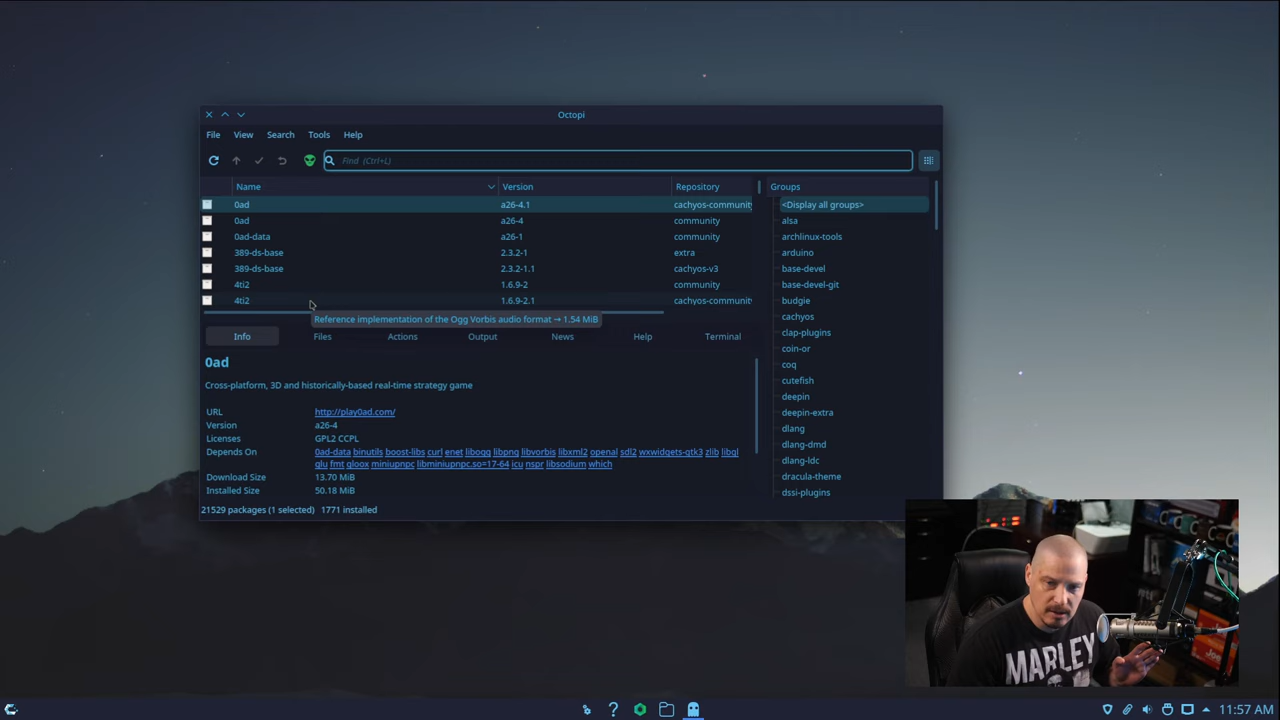 Octopi
File View Search Tools Help
Find (Ctrl+L)
Name Version Repository Groups
0ad a26-4.1 cachyos-community <Display all groups>
0ad a26-4 community alsa
0ad-data a26-1 community archlinux-tools
389-ds-base 2.3.2-1 extra arduino
389-ds-base 2.3.2-1.1 cachyos-v3 base-devel
4ti2 1.6.9-2 community base-devel-git
4ti2 1.6.9-2.1 cachyos-community budgie
cachyos
Reference implementation of the Ogg Vorbis audio format → 1.54 MiB
Info Files Actions Output News Help Terminal
clap-plugins
coin-or
coq
cutefish
deepin
deepin-extra
dlang
dlang-dmd
dlang-ldc
dracula-theme
dssi-plugins
0ad
Cross-platform, 3D and historically-based real-time strategy game
URL http://play0ad.com/
Version a26-4
Licenses GPL2 CCPL
Depends On 0ad-data binutils boost-libs curl enet libogg libpng libvorbis libxml2 openal sdl2 wxwidgets-gtk3 zlib libgl
glu fmt gloox miniupnpc libminiupnpc.so=17-64 icu nspr libsodium which
Download Size 13.70 MiB
Installed Size 50.18 MiB
21529 packages (1 selected) 1771 installed
MARLEY
11:57 AM